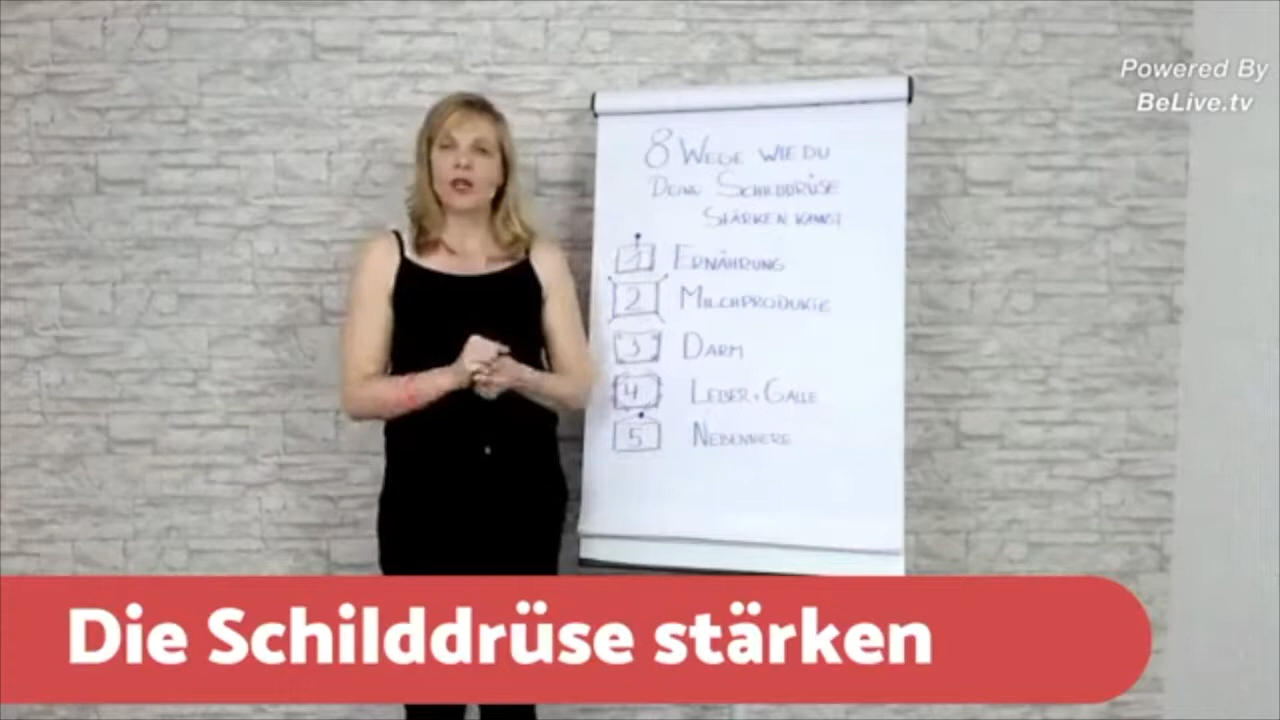 Powered By
BeLive.tv
8 WEGE WIE DU
DEINE SCHILDDRÜSE
STÄRKEN KANNST
1 ERNÄHRUNG
2 MILCHPRODUKTE
3 DARM
4 LEBER + GALLE
5 NEBENNIERE
Die Schilddrüse stärken